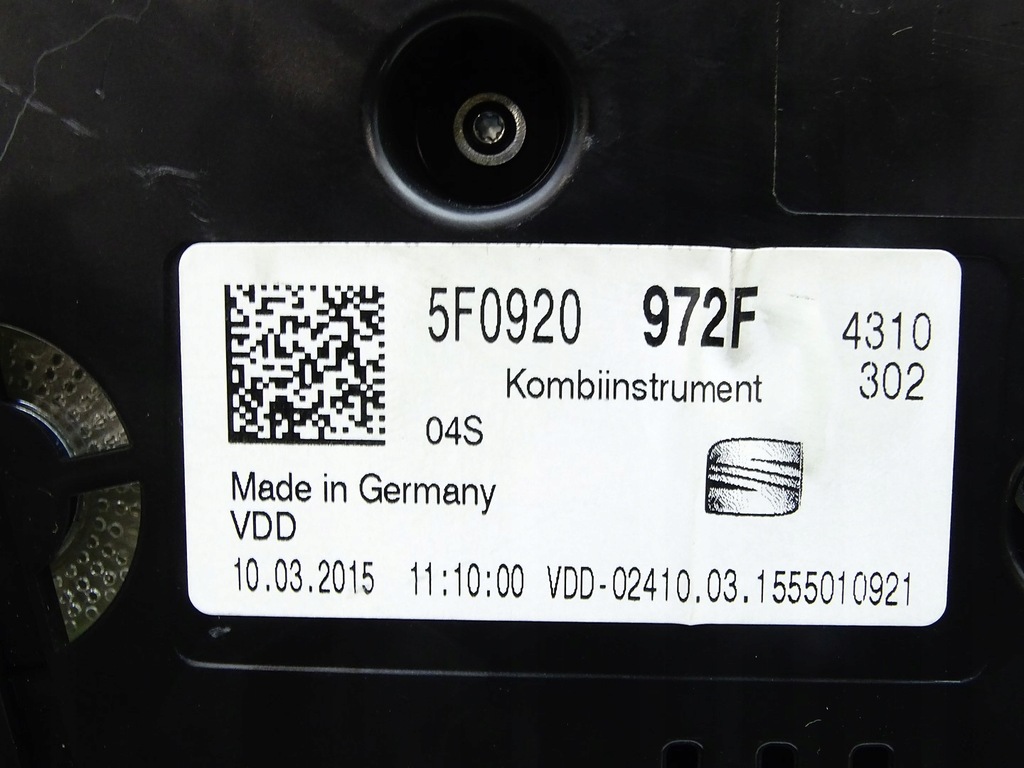 5F0920 972F 4310
Kombiinstrument 302
04S
Made in Germany
VDD
10.03.2015 11:10:00 VDD-02410.03.1555010921